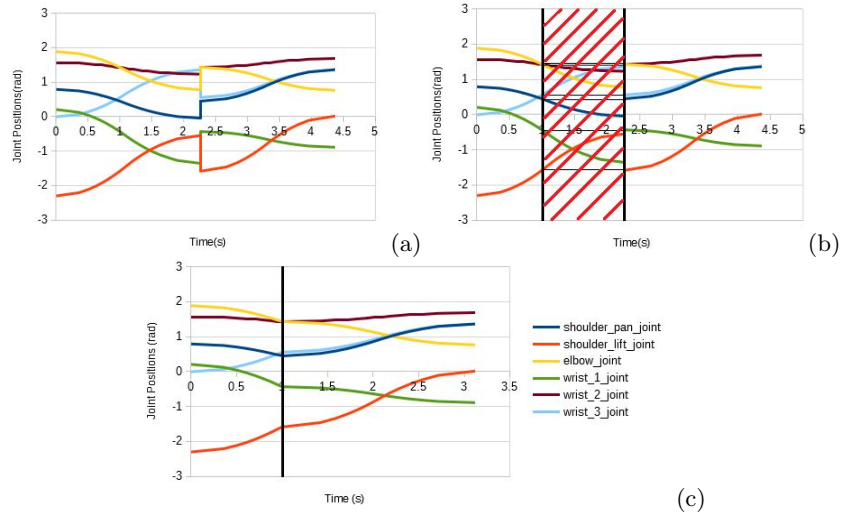 3
2
1
0
-1
-2
-3
0 0.5 1 1.5 2 2.5 3 3.5 4 4.5 5
Joint Positions(rad)
Time(s)
(a)
3
2
1
0
-1
-2
-3
0 0.5 1 1.5 2 2.5 3 3.5 4 4.5 5
Joint Positions(rad)
Time(s)
(b)
3
2
1
0
-1
-2
-3
0 0.5 1 1.5 2 2.5 3 3.5
Joint Positions (rad)
Time (s)
shoulder_pan_joint
shoulder_lift_joint
elbow_joint
wrist_1_joint
wrist_2_joint
wrist_3_joint
(c)